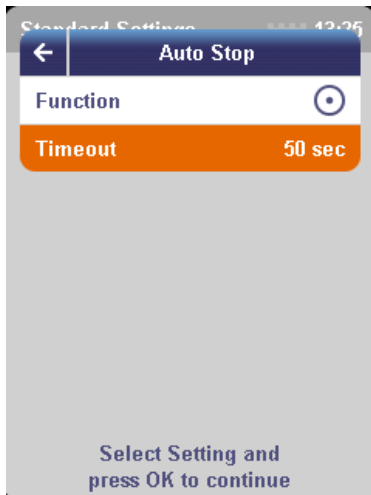 Standard Settings 13:25
Auto Stop
Function
Timeout 50 sec
Select Setting and
press OK to continue